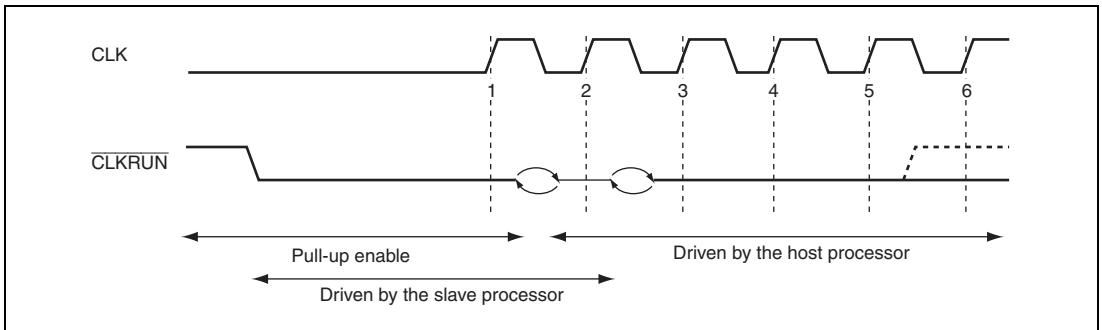 CLK
1 2 3 4 5 6
CLKRUN
Pull-up enable
Driven by the host processor
Driven by the slave processor